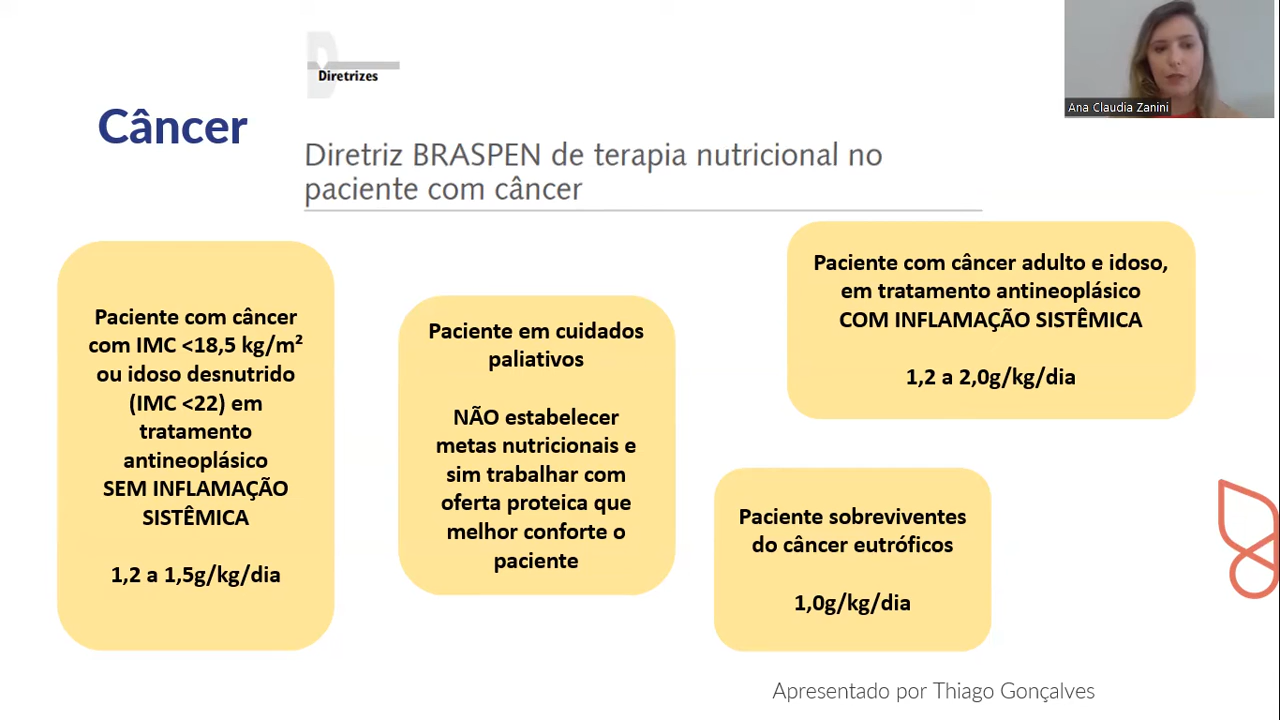 Diretrizes
Câncer
Ana Claudia Zanini
Diretriz BRASPEN de terapia nutricional no
paciente com câncer
Paciente com câncer
com IMC <18,5 kg/m²
ou idoso desnutrido
(IMC <22) em
tratamento
antineoplásico
SEM INFLAMAÇÃO
SISTÊMICA
1,2 a 1,5g/kg/dia
Paciente em cuidados
paliativos
NÃO estabelecer
metas nutricionais e
sim trabalhar com
oferta proteica que
melhor conforte o
paciente
Paciente com câncer adulto e idoso,
em tratamento antineoplásico
COM INFLAMAÇÃO SISTÊMICA
1,2 a 2,0g/kg/dia
Paciente sobreviventes
do câncer eutróficos
1,0g/kg/dia
Apresentado por Thiago Gonçalves